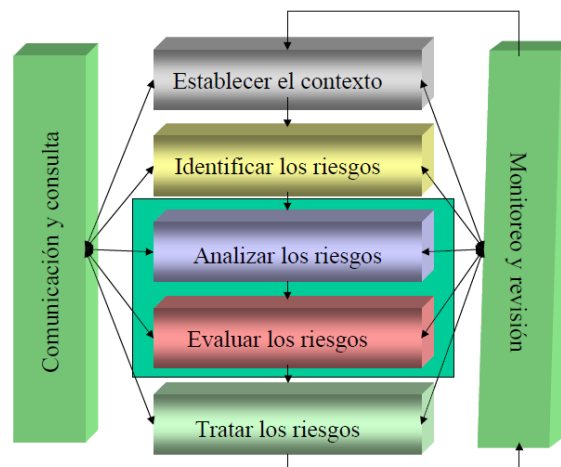 Comunicación y consulta
Establecer el contexto
Identificar los riesgos
Analizar los riesgos
Evaluar los riesgos
Tratar los riesgos
Monitoreo y revisión